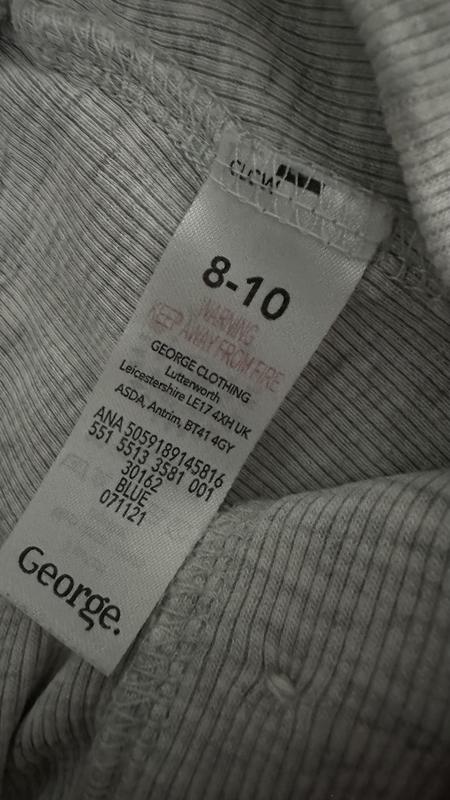 8-10
WARNING
KEEP AWAY FROM FIRE
GEORGE CLOTHING
Lutterworth
Leicestershire LE17 4XH UK
ASDA, Antrim, BT41 4GY
ANA 5059189145816
551 5513 3581 001
30162
BLUE
071121
George.